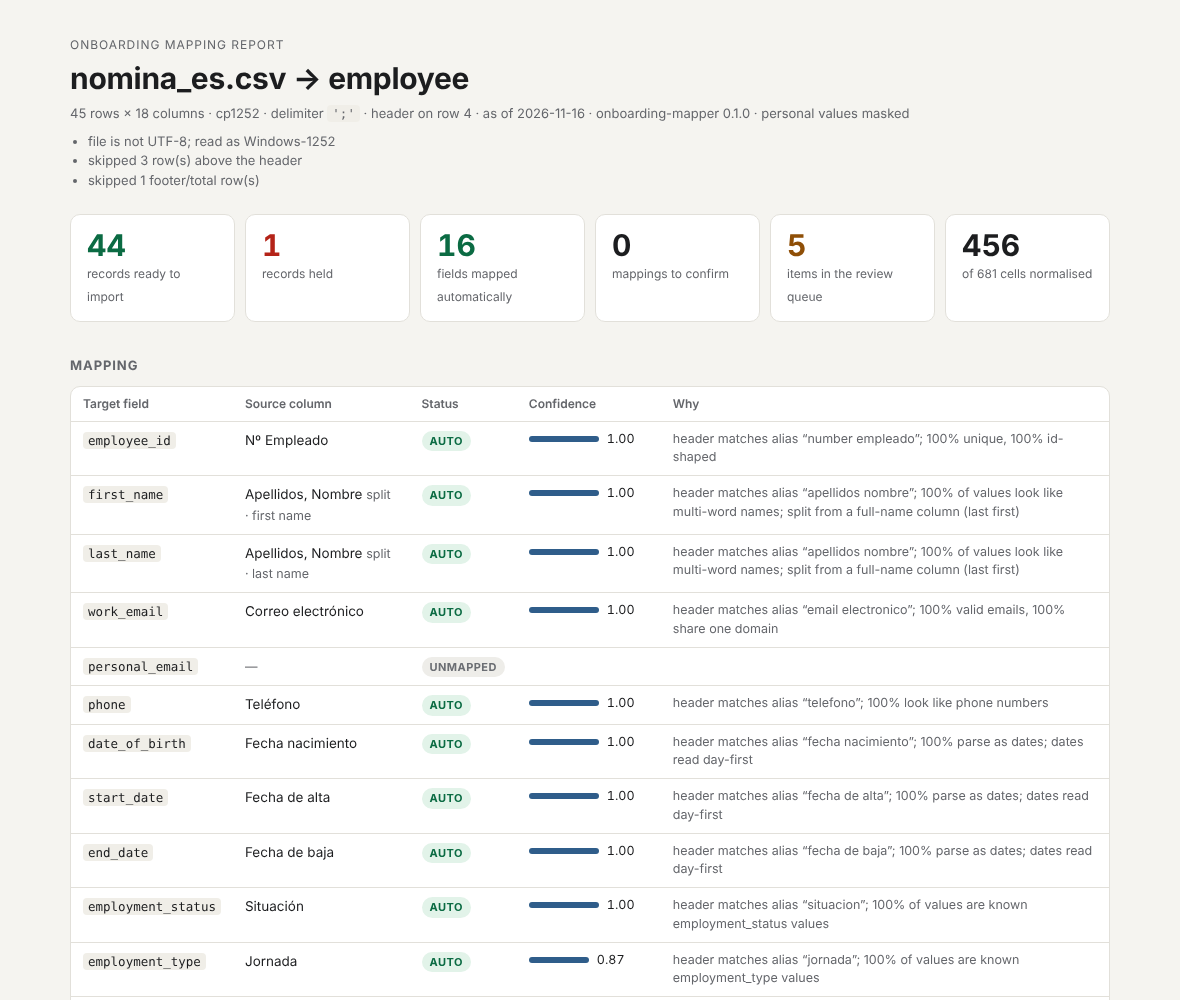 ONBOARDING MAPPING REPORT
nomina_es.csv → employee
45 rows × 18 columns · cp1252 · delimiter ';' · header on row 4 · as of 2026-11-16 · onboarding-mapper 0.1.0 · personal values masked
• file is not UTF-8; read as Windows-1252
• skipped 3 row(s) above the header
• skipped 1 footer/total row(s)
44
records ready to
import
1
records held
16
fields mapped
automatically
0
mappings to confirm
5
items in the review
queue
456
of 681 cells normalised
MAPPING
Target field Source column Status Confidence Why
employee_id Nº Empleado AUTO 1.00 header matches alias “number empleado”; 100% unique, 100% id-
shaped
first_name Apellidos, Nombre split AUTO 1.00 header matches alias “apellidos nombre”; 100% of values look like
· first name multi-word names; split from a full-name column (last first)
last_name Apellidos, Nombre split AUTO 1.00 header matches alias “apellidos nombre”; 100% of values look like
· last name multi-word names; split from a full-name column (last first)
work_email Correo electrónico AUTO 1.00 header matches alias “email electronico”; 100% valid emails, 100%
share one domain
personal_email — UNMAPPED
phone Teléfono AUTO 1.00 header matches alias “telefono”; 100% look like phone numbers
date_of_birth Fecha nacimiento AUTO 1.00 header matches alias “fecha nacimiento”; 100% parse as dates; dates
read day-first
start_date Fecha de alta AUTO 1.00 header matches alias “fecha de alta”; 100% parse as dates; dates read
day-first
end_date Fecha de baja AUTO 1.00 header matches alias “fecha de baja”; 100% parse as dates; dates read
day-first
employment_status Situación AUTO 1.00 header matches alias “situacion”; 100% of values are known
employment_status values
employment_type Jornada AUTO 0.87 header matches alias “jornada”; 100% of values are known
employment_type values